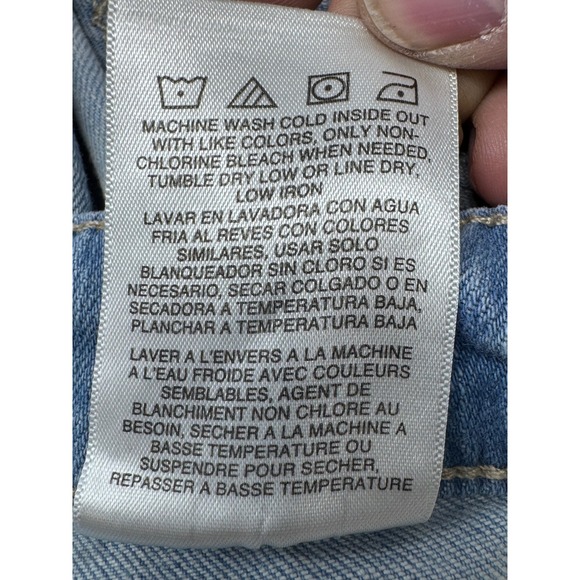 MACHINE WASH COLD INSIDE OUT
WITH LIKE COLORS, ONLY NON-
CHLORINE BLEACH WHEN NEEDED,
TUMBLE DRY LOW OR LINE DRY,
LOW IRON
LAVAR EN LAVADORA CON AGUA
FRIA AL REVES CON COLORES
SIMILARES, USAR SOLO
BLANQUEADOR SIN CLORO SI ES
NECESARIO, SECAR COLGADO O EN
SECADORA A TEMPERATURA BAJA,
PLANCHAR A TEMPERATURA BAJA
LAVER A L'ENVERS A LA MACHINE
A L'EAU FROIDE AVEC COULEURS
SEMBLABLES, AGENT DE
BLANCHIMENT NON CHLORE AU
BESOIN, SECHER A LA MACHINE A
BASSE TEMPERATURE OU
SUSPENDRE POUR SECHER,
REPASSER A BASSE TEMPERATURE